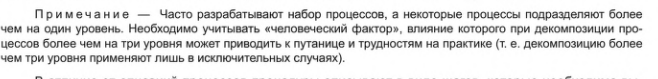 Примечание — Часто разрабатывают набор процессов, а некоторые процессы подразделяют более
чем на один уровень. Необходимо учитывать «человеческий фактор», влияние которого при декомпозиции про-
цессов более чем на три уровня может приводить к путанице и трудностям на практике (т. е. декомпозицию более
чем три уровня применяют лишь в исключительных случаях).